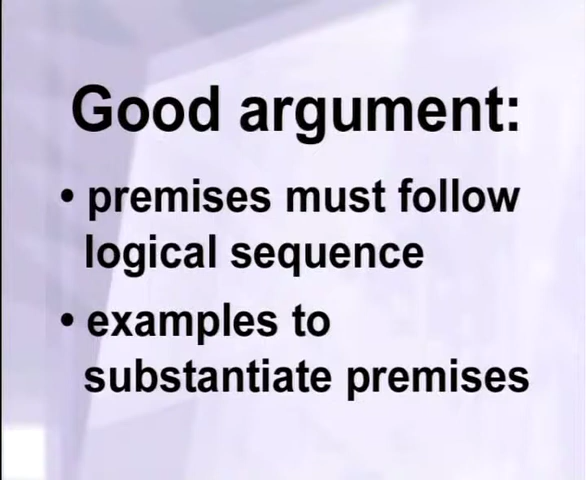 Good argument:
• premises must follow
logical sequence
• examples to
substantiate premises